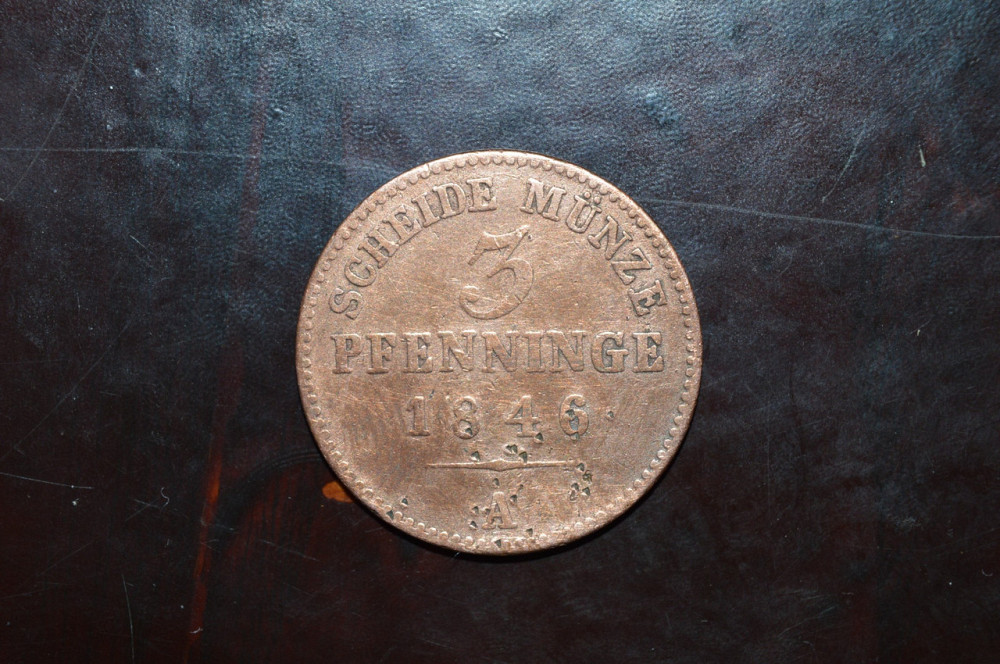 SCHEIDE MÜNZE
3
PFENNINGE
1846
A